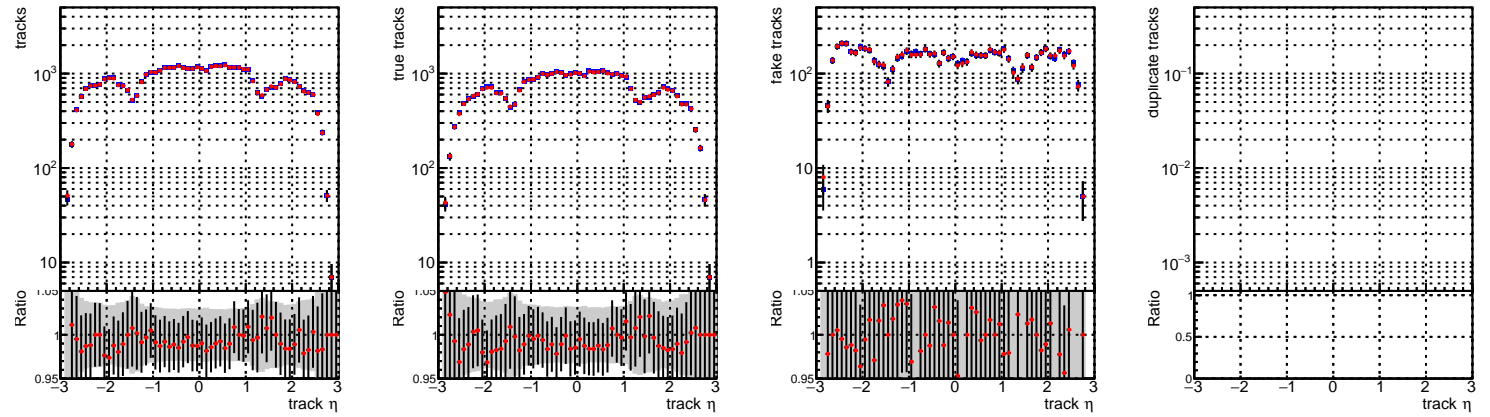 tracks
10³
10²
10
Ratio
1.05
1
0.95
−3 −2 −1 0 1 2 3
track η
true tracks
10³
10²
10
Ratio
1.05
1
0.95
−3 −2 −1 0 1 2 3
track η
fake tracks
10²
10
1
Ratio
1.05
1
0.95
−3 −2 −1 0 1 2 3
track η
duplicate tracks
10⁻¹
10⁻²
10⁻³
Ratio
1
0.5
0
−3 −2 −1 0 1 2 3
track η